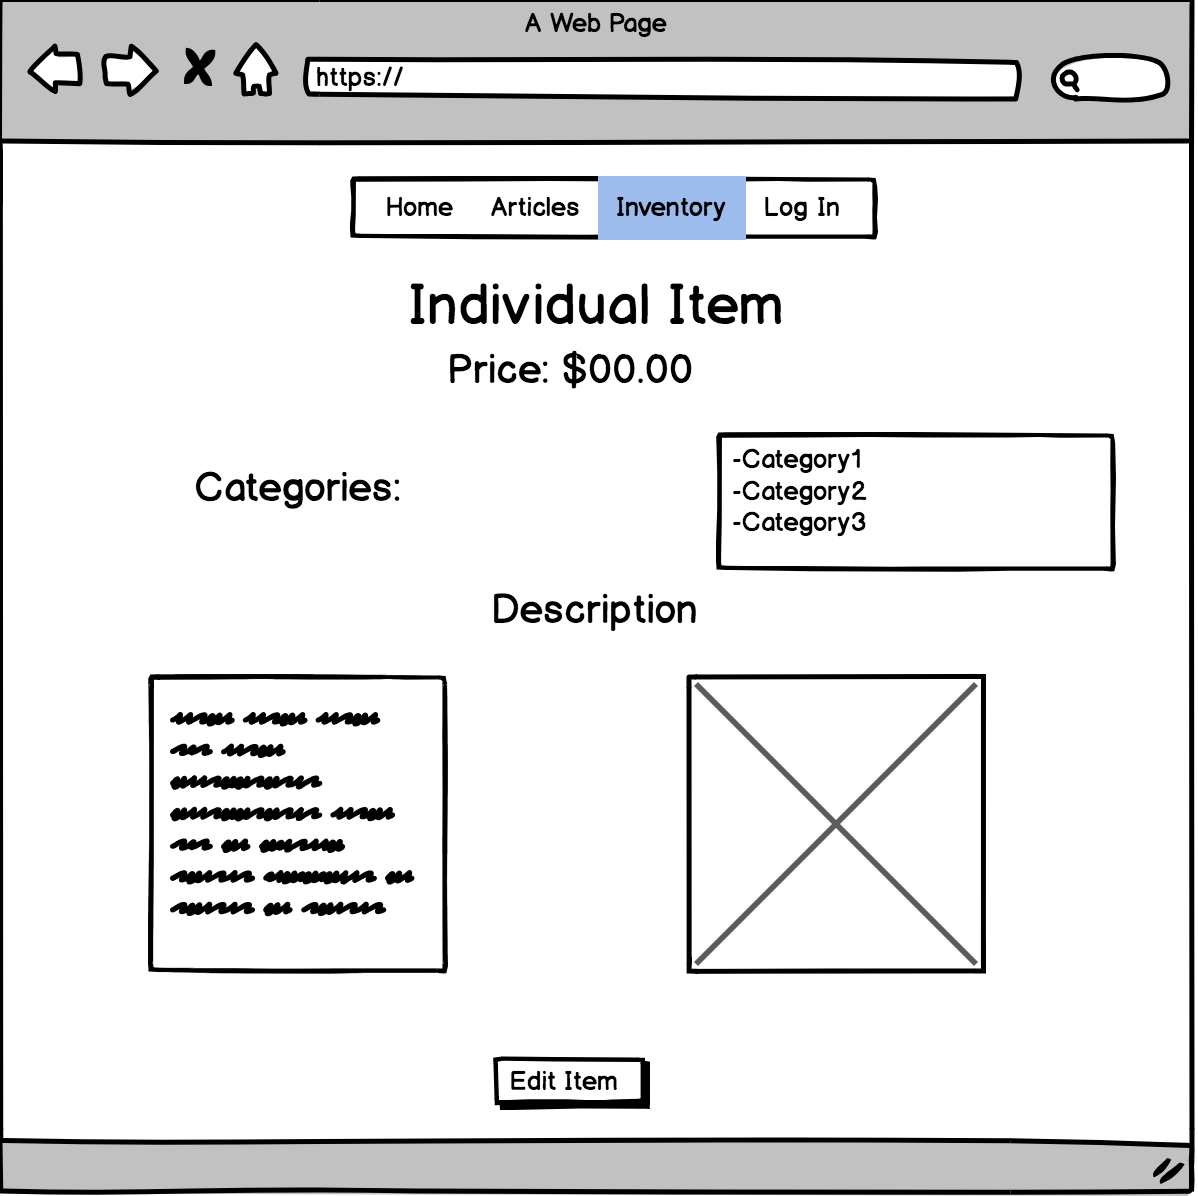 A Web Page
https://
Home Articles Inventory Log In
Individual Item
Price: $00.00
Categories:
-Category1
-Category2
-Category3
Description
Edit Item